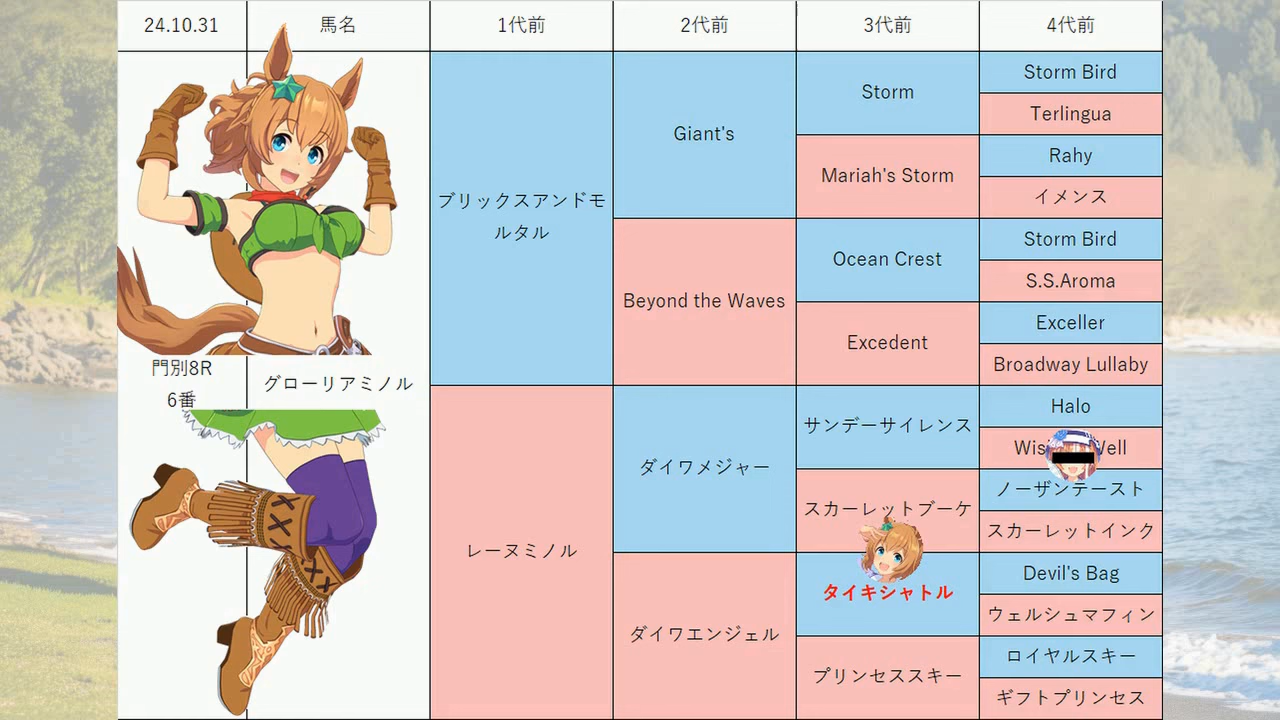 24.10.31
馬名
1代前
2代前
3代前
4代前
門別8R
6番
グローリアミノル
ブリックスアンドモ
ルタル
レーヌミノル
Giant's
Beyond the Waves
ダイワメジャー
ダイワエンジェル
Storm
Mariah's Storm
Ocean Crest
Excedent
サンデーサイレンス
スカーレットブーケ
タイキシャトル
プリンセススキー
Storm Bird
Terlingua
Rahy
イメンス
Storm Bird
S.S.Aroma
Exceller
Broadway Lullaby
Halo
ノーザンテースト
スカーレットインク
Devil's Bag
ウェルシュマフィン
ロイヤルスキー
ギフトプリンセス